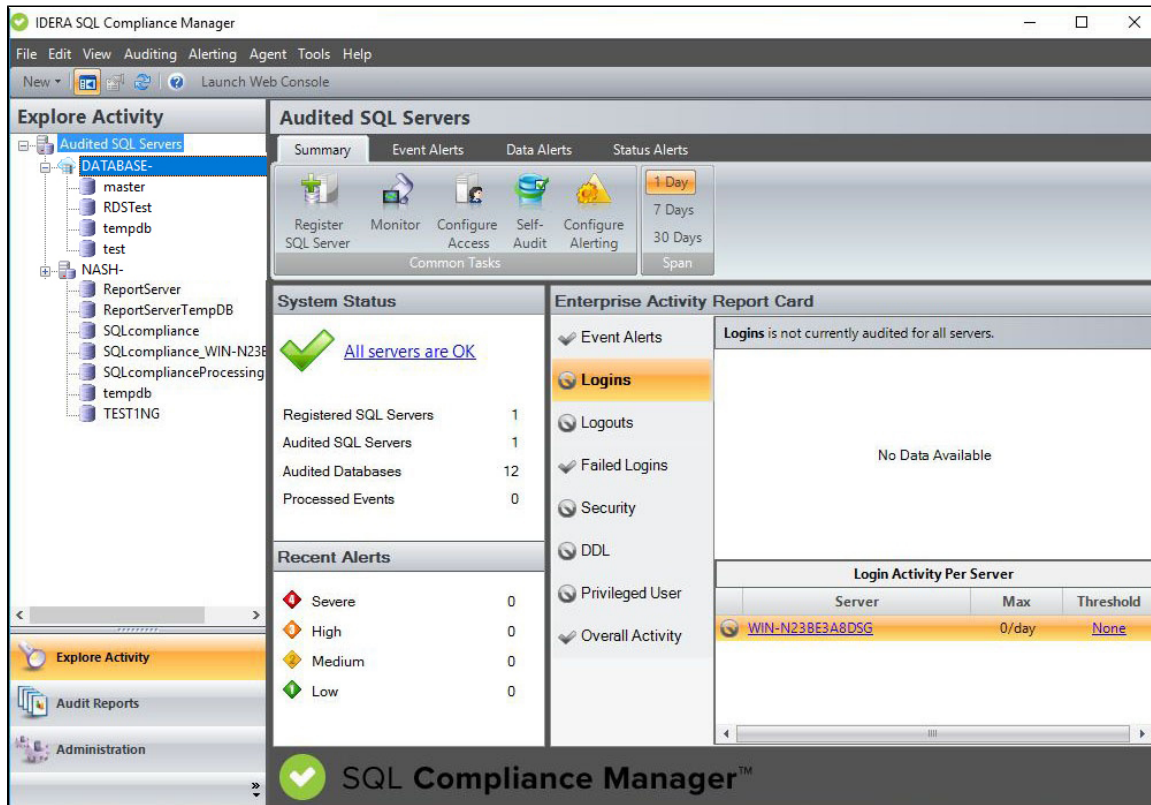 IDERA SQL Compliance Manager
File Edit View Auditing Alerting Agent Tools Help
New Launch Web Console
Explore Activity
Audited SQL Servers
DATABASE-
master
RDSTest
tempdb
test
NASH-
ReportServer
ReportServerTempDB
SQLcompliance
SQLcompliance_WIN-N23E
SQLcomplianceProcessing
tempdb
TEST1NG
Explore Activity
Audit Reports
Administration
Audited SQL Servers
Summary Event Alerts Data Alerts Status Alerts
Register SQL Server
Monitor
Configure Access
Self-Audit
Configure Alerting
Common Tasks
1 Day
7 Days
30 Days
Span
System Status
All servers are OK
Registered SQL Servers 1
Audited SQL Servers 1
Audited Databases 12
Processed Events 0
Recent Alerts
4 Severe 0
3 High 0
2 Medium 0
1 Low 0
Enterprise Activity Report Card
Event Alerts
Logins
Logouts
Failed Logins
Security
DDL
Privileged User
Overall Activity
Logins is not currently audited for all servers.
No Data Available
Login Activity Per Server
Server Max Threshold
WIN-N23BE3A8DSG 0/day None
SQL Compliance Manager™